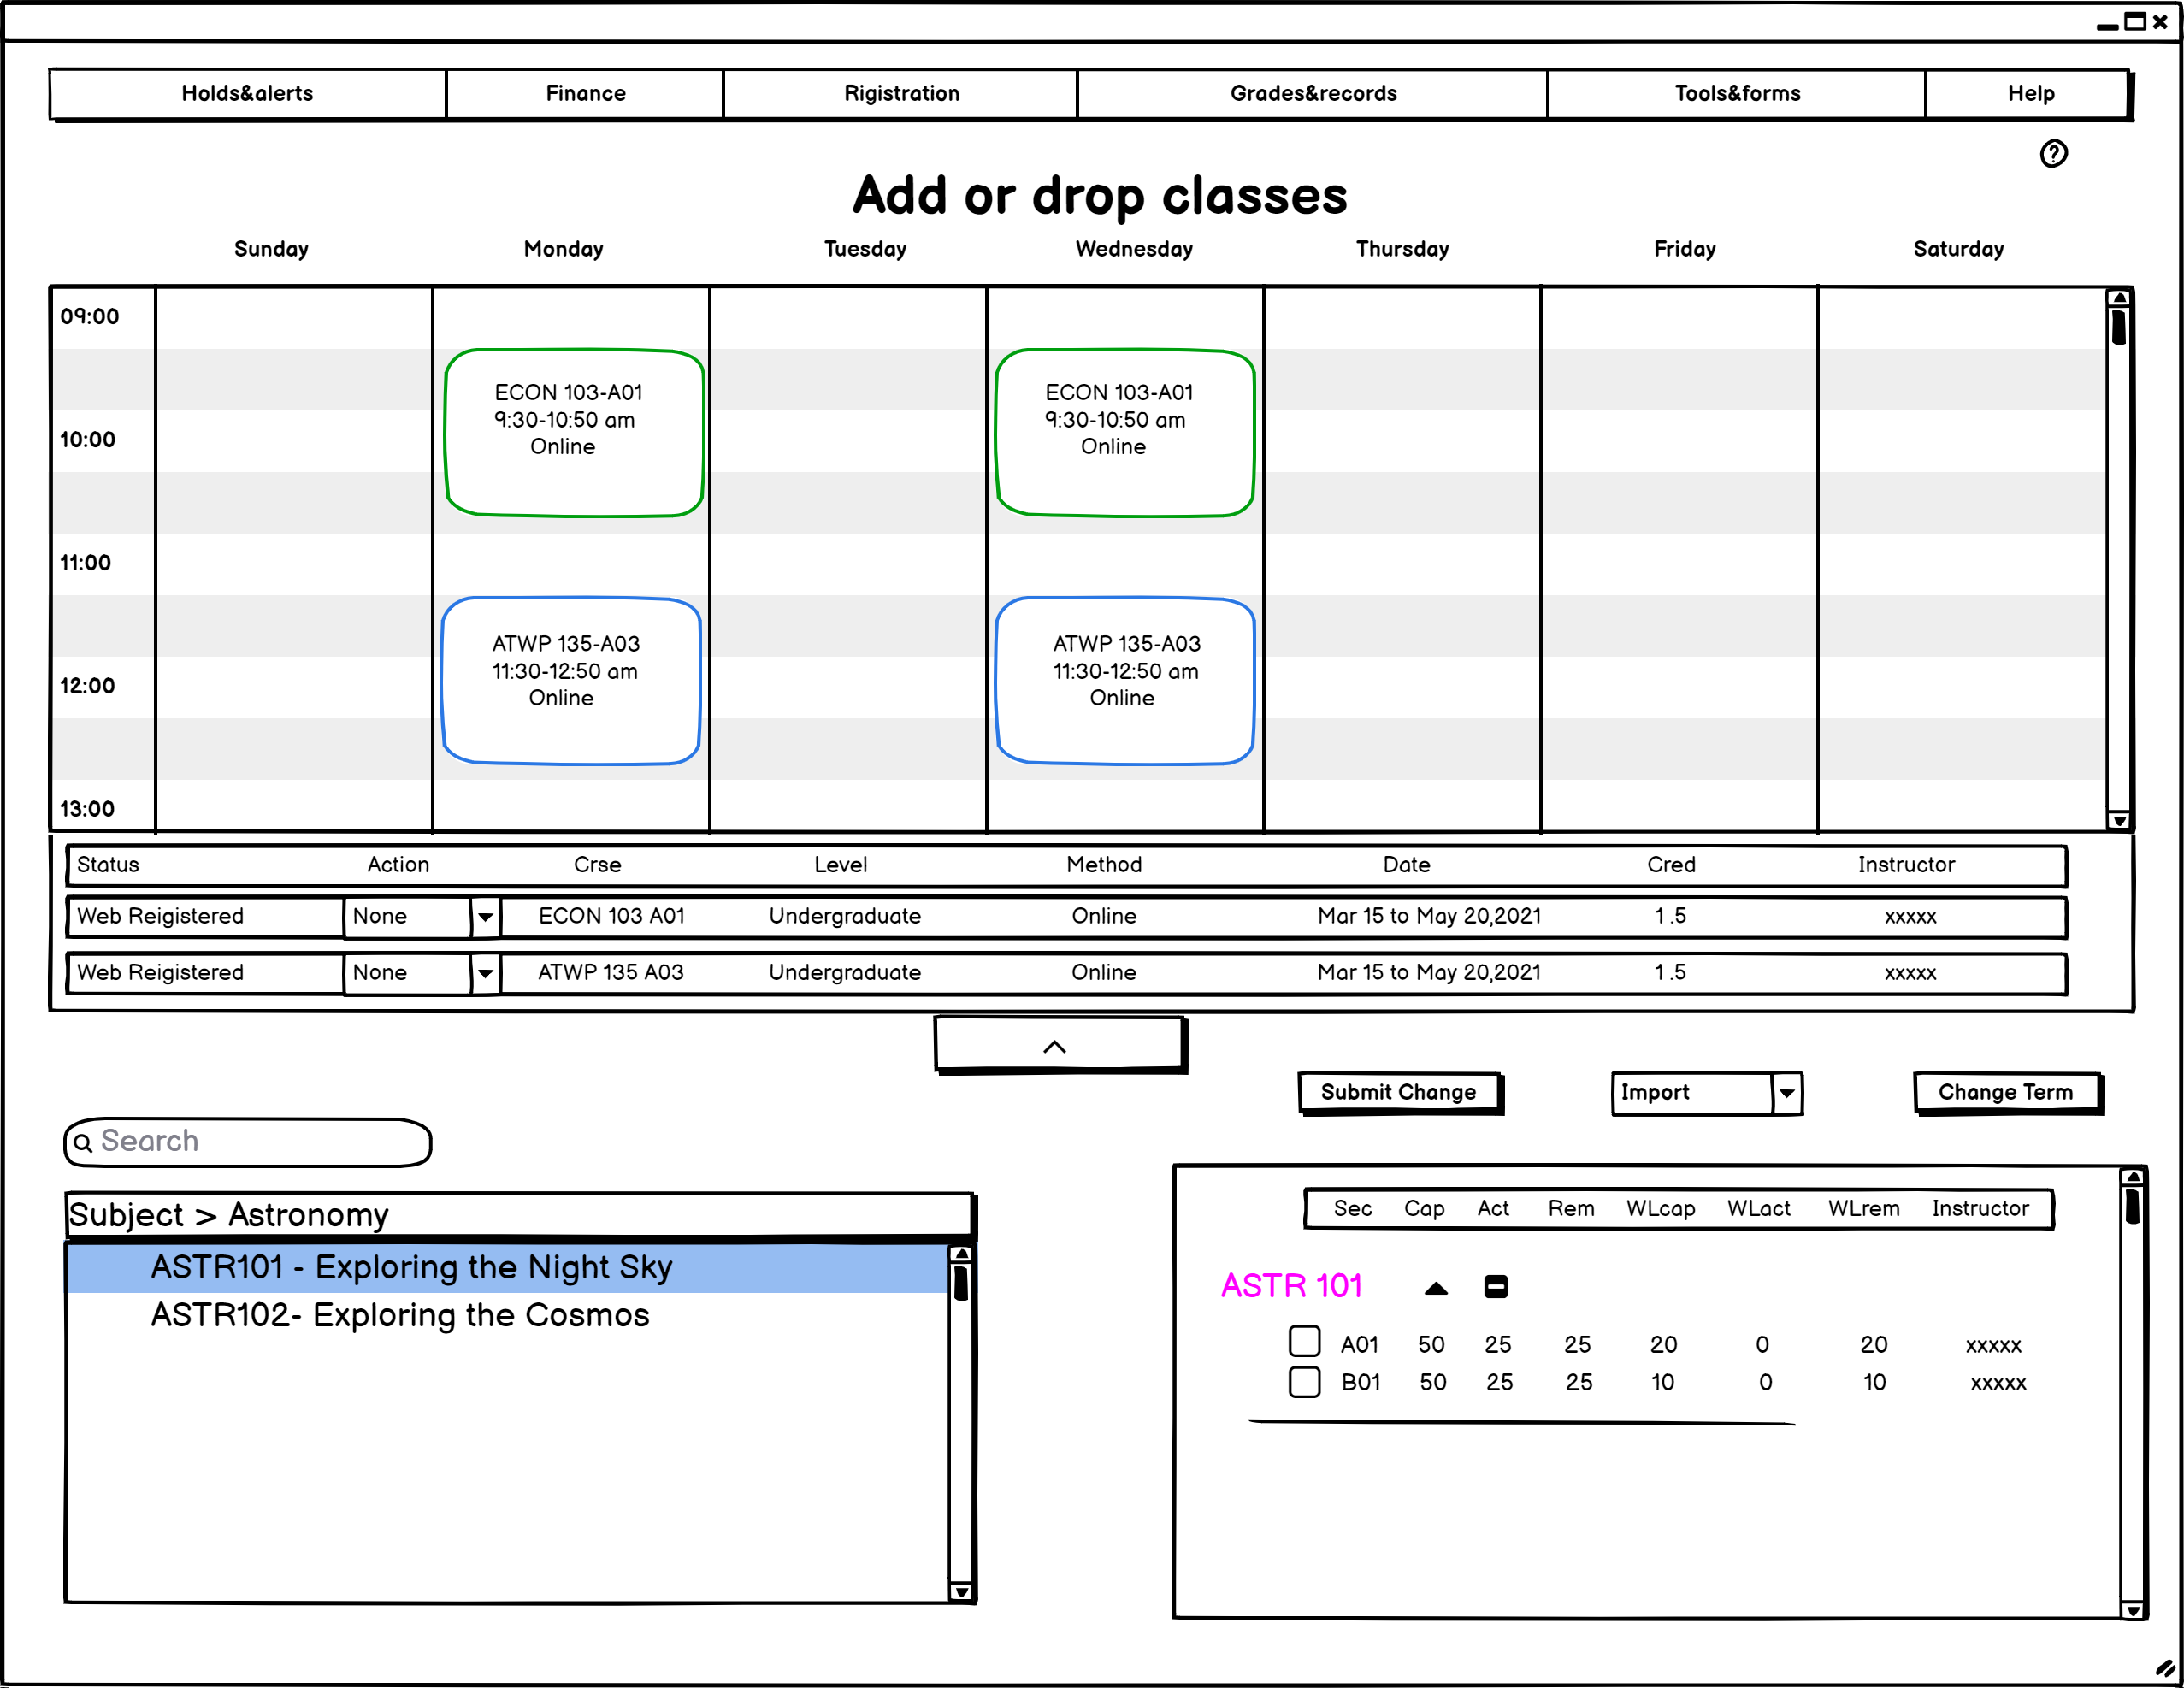 Holds&alerts Finance Rigistration Grades&records Tools&forms Help
Add or drop classes
Sunday Monday Tuesday Wednesday Thursday Friday Saturday
09:00
ECON 103-A01 ECON 103-A01
9:30-10:50 am 9:30-10:50 am
10:00
Online Online
11:00
ATWP 135-A03 ATWP 135-A03
11:30-12:50 am 11:30-12:50 am
12:00
Online Online
13:00
Status Action Crse Level Method Date Cred Instructor
Web Reigistered None ECON 103 A01 Undergraduate Online Mar 15 to May 20,2021 1.5 xxxxx
Web Reigistered None ATWP 135 A03 Undergraduate Online Mar 15 to May 20,2021 1.5 xxxxx
Submit Change Import Change Term
Search
Subject > Astronomy
ASTR101 - Exploring the Night Sky
ASTR102- Exploring the Cosmos
Sec Cap Act Rem WLcap WLact WLrem Instructor
ASTR 101
A01 50 25 25 20 0 20 xxxxx
B01 50 25 25 10 0 10 xxxxx